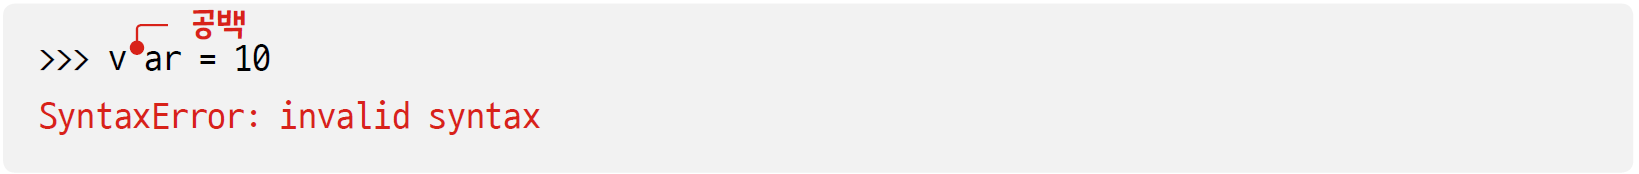 공백
>>> v ar = 10
SyntaxError: invalid syntax